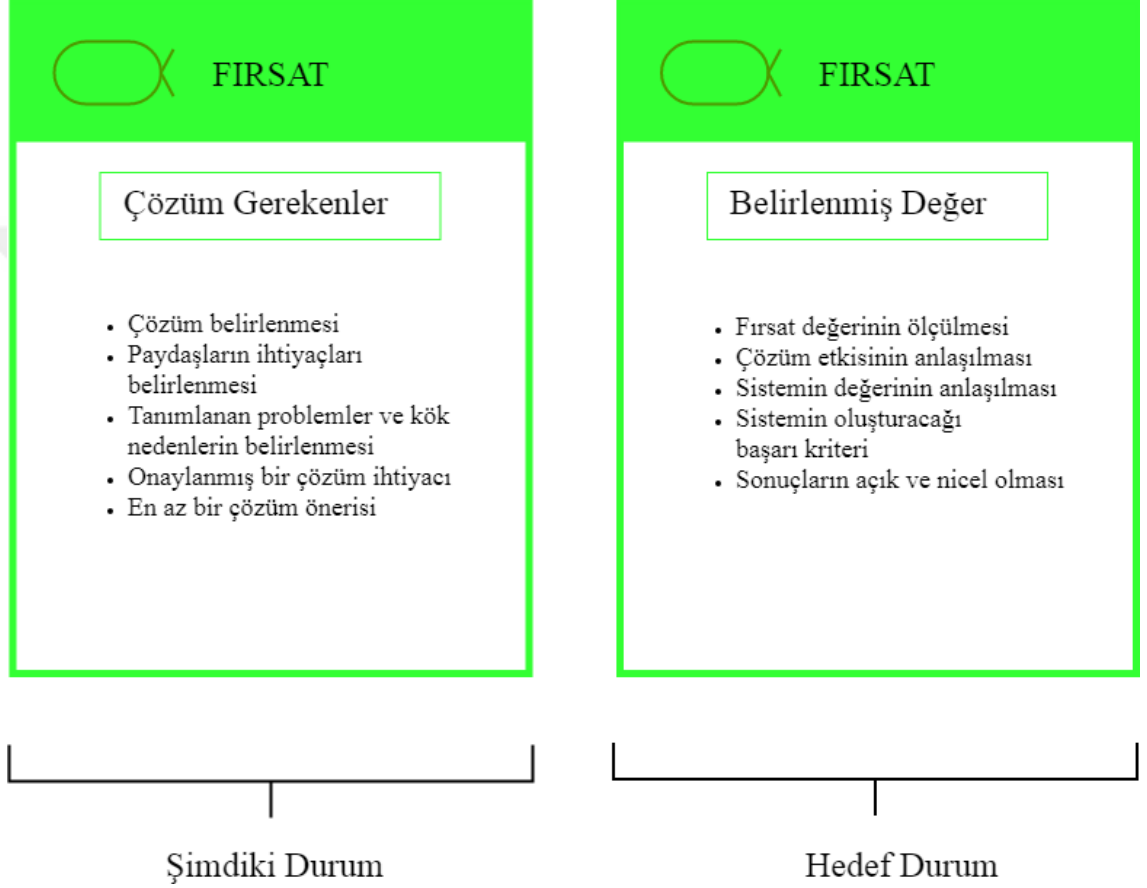 FIRSAT
Çözüm Gerekenler
• Çözüm belirlenmesi
• Paydaşların ihtiyaçları
belirlenmesi
• Tanımlanan problemler ve kök
nedenlerin belirlenmesi
• Onaylanmış bir çözüm ihtiyacı
• En az bir çözüm önerisi
Şimdiki Durum
FIRSAT
Belirlenmiş Değer
• Fırsat değerinin ölçülmesi
• Çözüm etkisinin anlaşılması
• Sistemin değerinin anlaşılması
• Sistemin oluşturacağı
başarı kriteri
• Sonuçların açık ve nicel olması
Hedef Durum